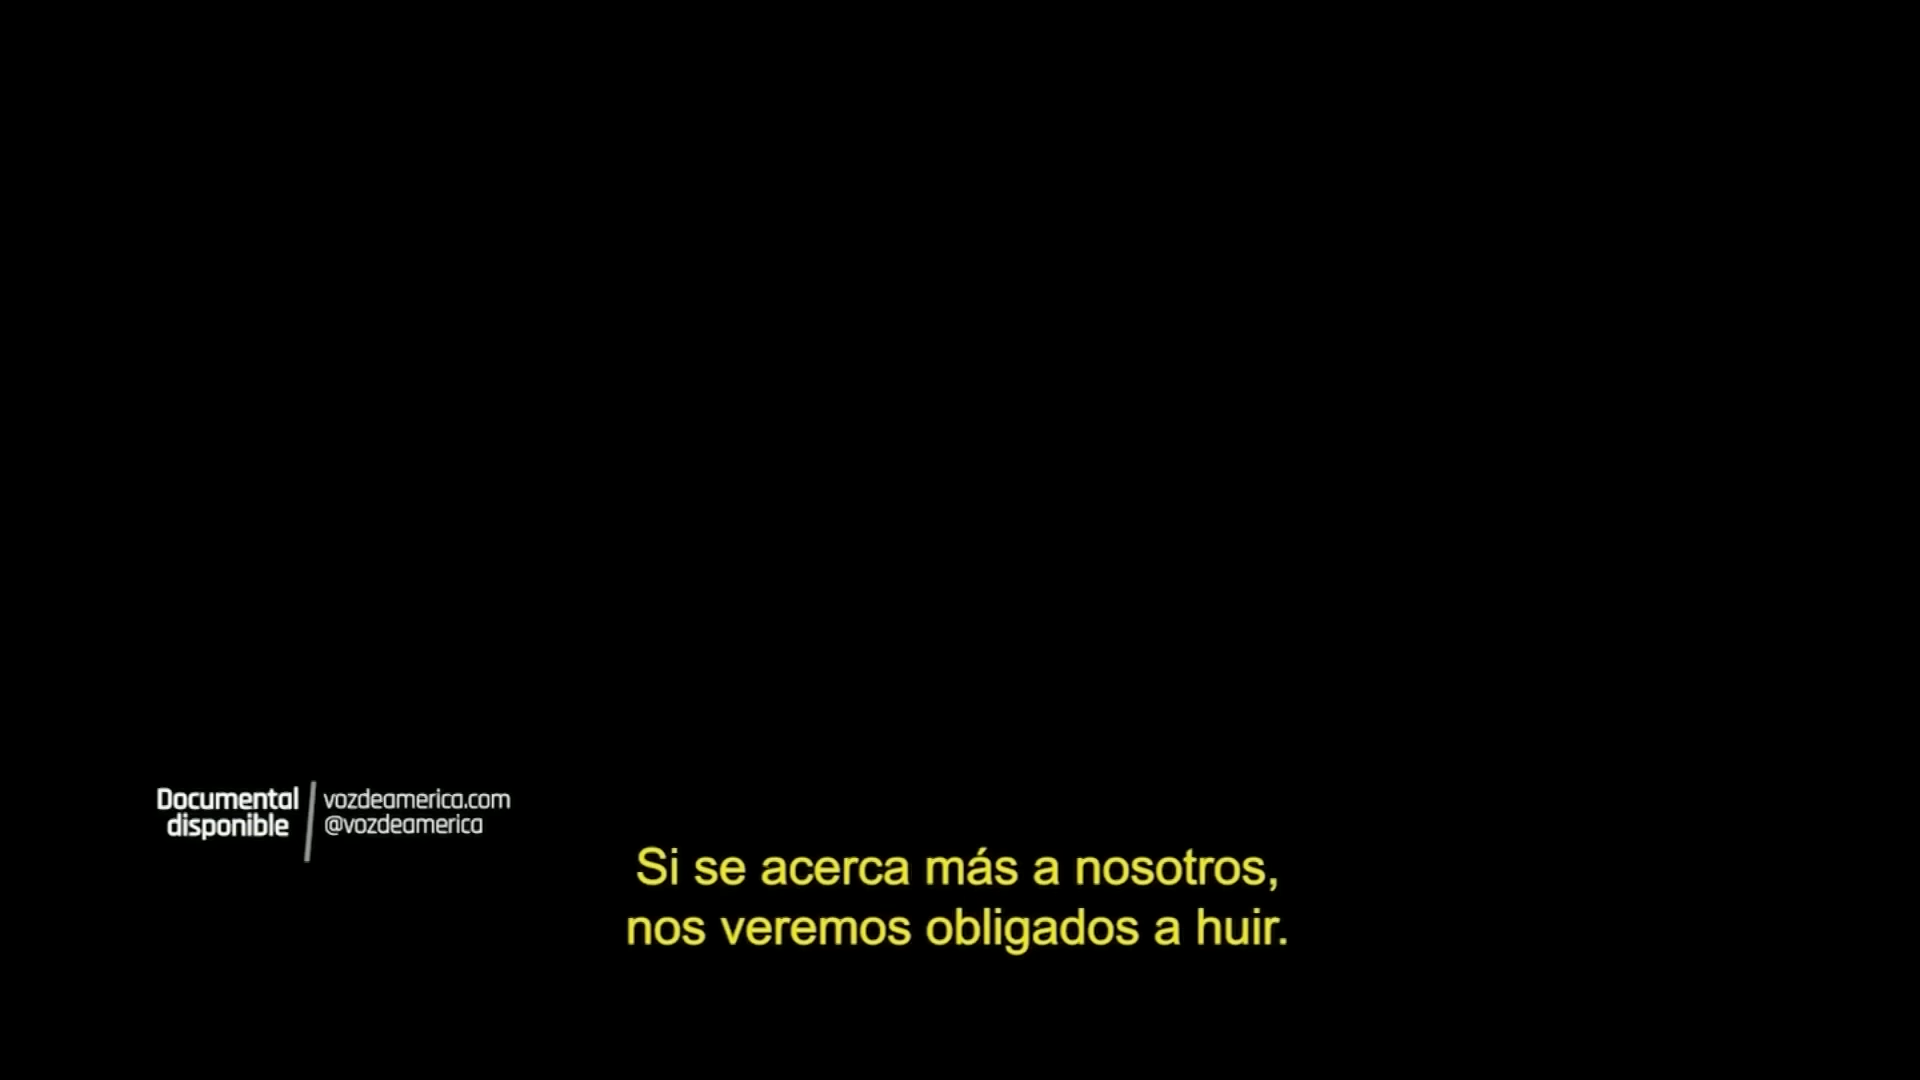 Documental
disponible
vozdeamerica.com
@vozdeamerica
Si se acerca más a nosotros,
nos veremos obligados a huir.